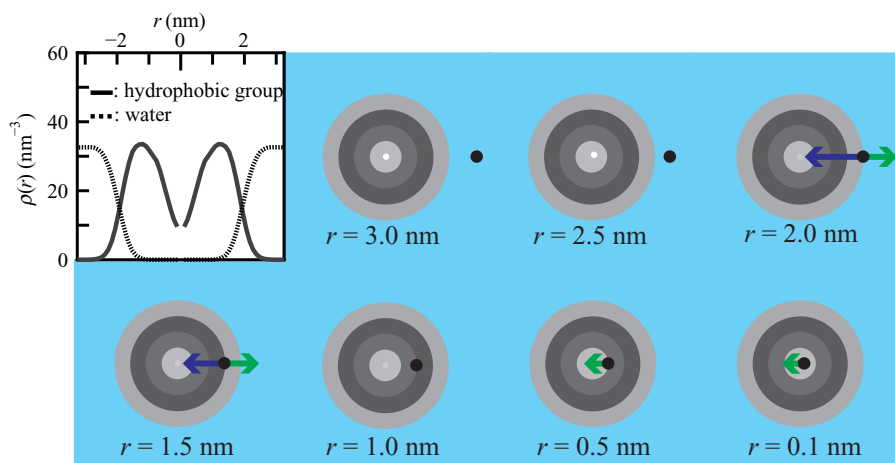 r (nm)
−2 0 2
60
40
20
0
ρ(r) (nm⁻³)
━: hydrophobic group
┅: water
r = 3.0 nm
r = 2.5 nm
r = 2.0 nm
r = 1.5 nm
r = 1.0 nm
r = 0.5 nm
r = 0.1 nm